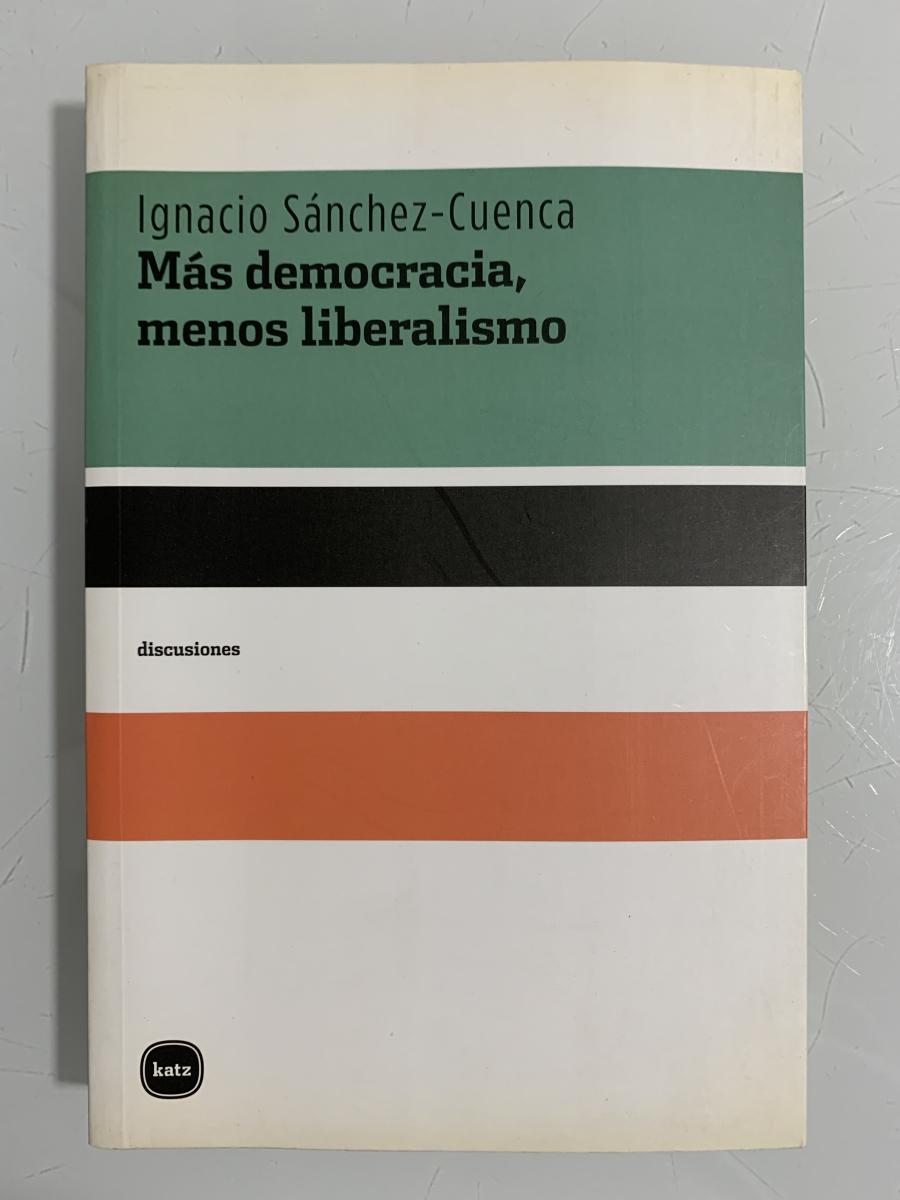 Ignacio Sánchez-Cuenca
Más democracia,
menos liberalismo
discusiones
katz